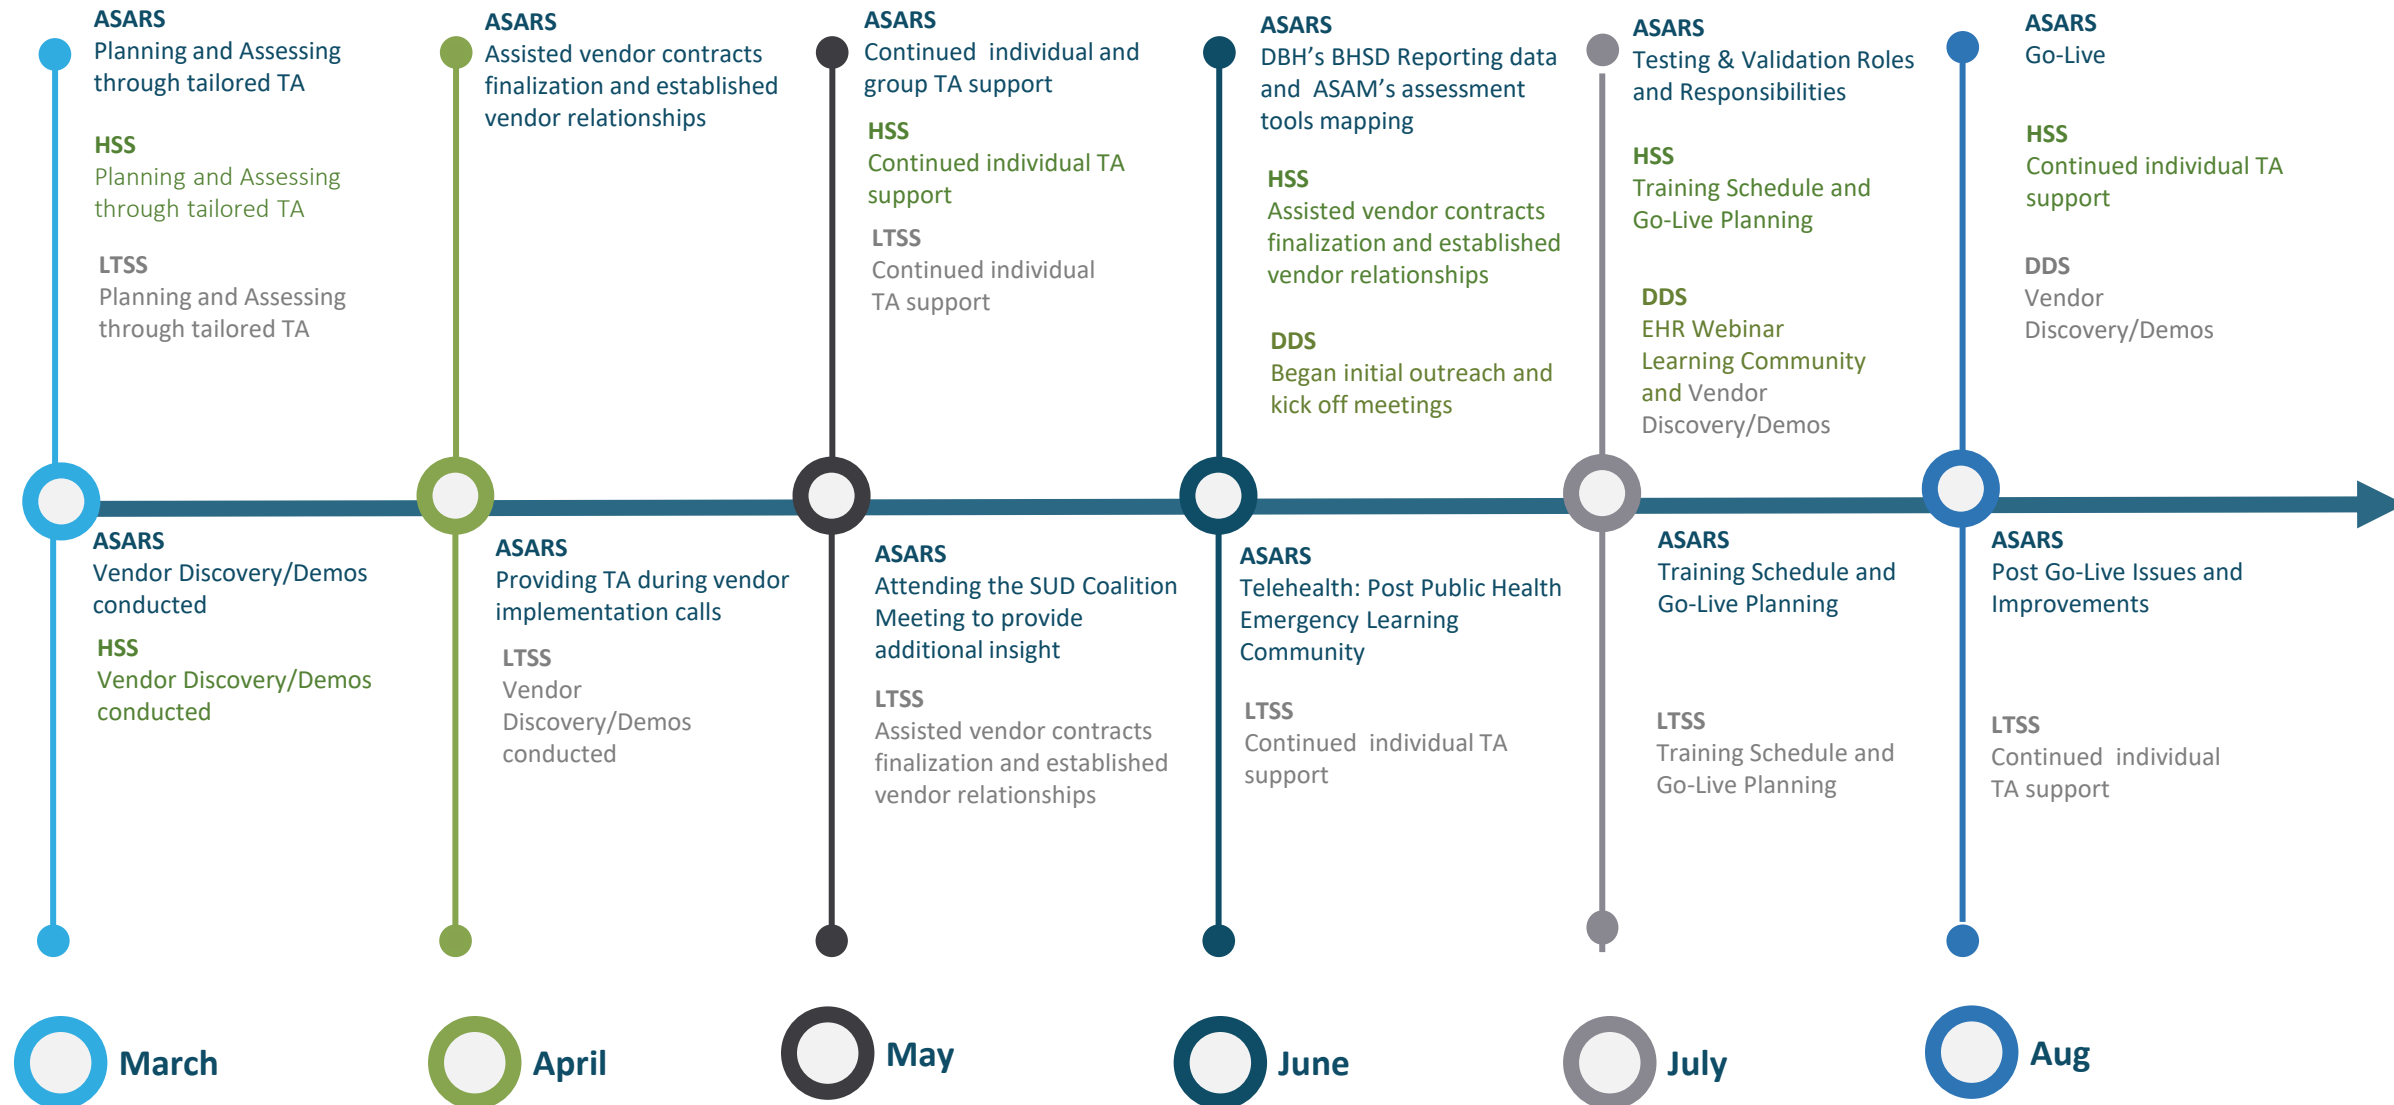 ASARS
Planning and Assessing
through tailored TA
HSS
Planning and Assessing
through tailored TA
LTSS
Planning and Assessing
through tailored TA
ASARS
Assisted vendor contracts
finalization and established
vendor relationships
ASARS
Continued individual and
group TA support
HSS
Continued individual TA
support
LTSS
Continued individual
TA support
ASARS
DBH’s BHSD Reporting data
and ASAM’s assessment
tools mapping
HSS
Assisted vendor contracts
finalization and established
vendor relationships
DDS
Began initial outreach and
kick off meetings
ASARS
Testing & Validation Roles
and Responsibilities
HSS
Training Schedule and
Go-Live Planning
DDS
EHR Webinar
Learning Community
and Vendor
Discovery/Demos
ASARS
Go-Live
HSS
Continued individual TA
support
DDS
Vendor
Discovery/Demos
ASARS
Vendor Discovery/Demos
conducted
HSS
Vendor Discovery/Demos
conducted
ASARS
Providing TA during vendor
implementation calls
LTSS
Vendor
Discovery/Demos
conducted
ASARS
Attending the SUD Coalition
Meeting to provide
additional insight
LTSS
Assisted vendor contracts
finalization and established
vendor relationships
ASARS
Telehealth: Post Public Health
Emergency Learning
Community
LTSS
Continued individual TA
support
ASARS
Training Schedule and
Go-Live Planning
LTSS
Training Schedule and
Go-Live Planning
ASARS
Post Go-Live Issues and
Improvements
LTSS
Continued individual
TA support
March
April
May
June
July
Aug